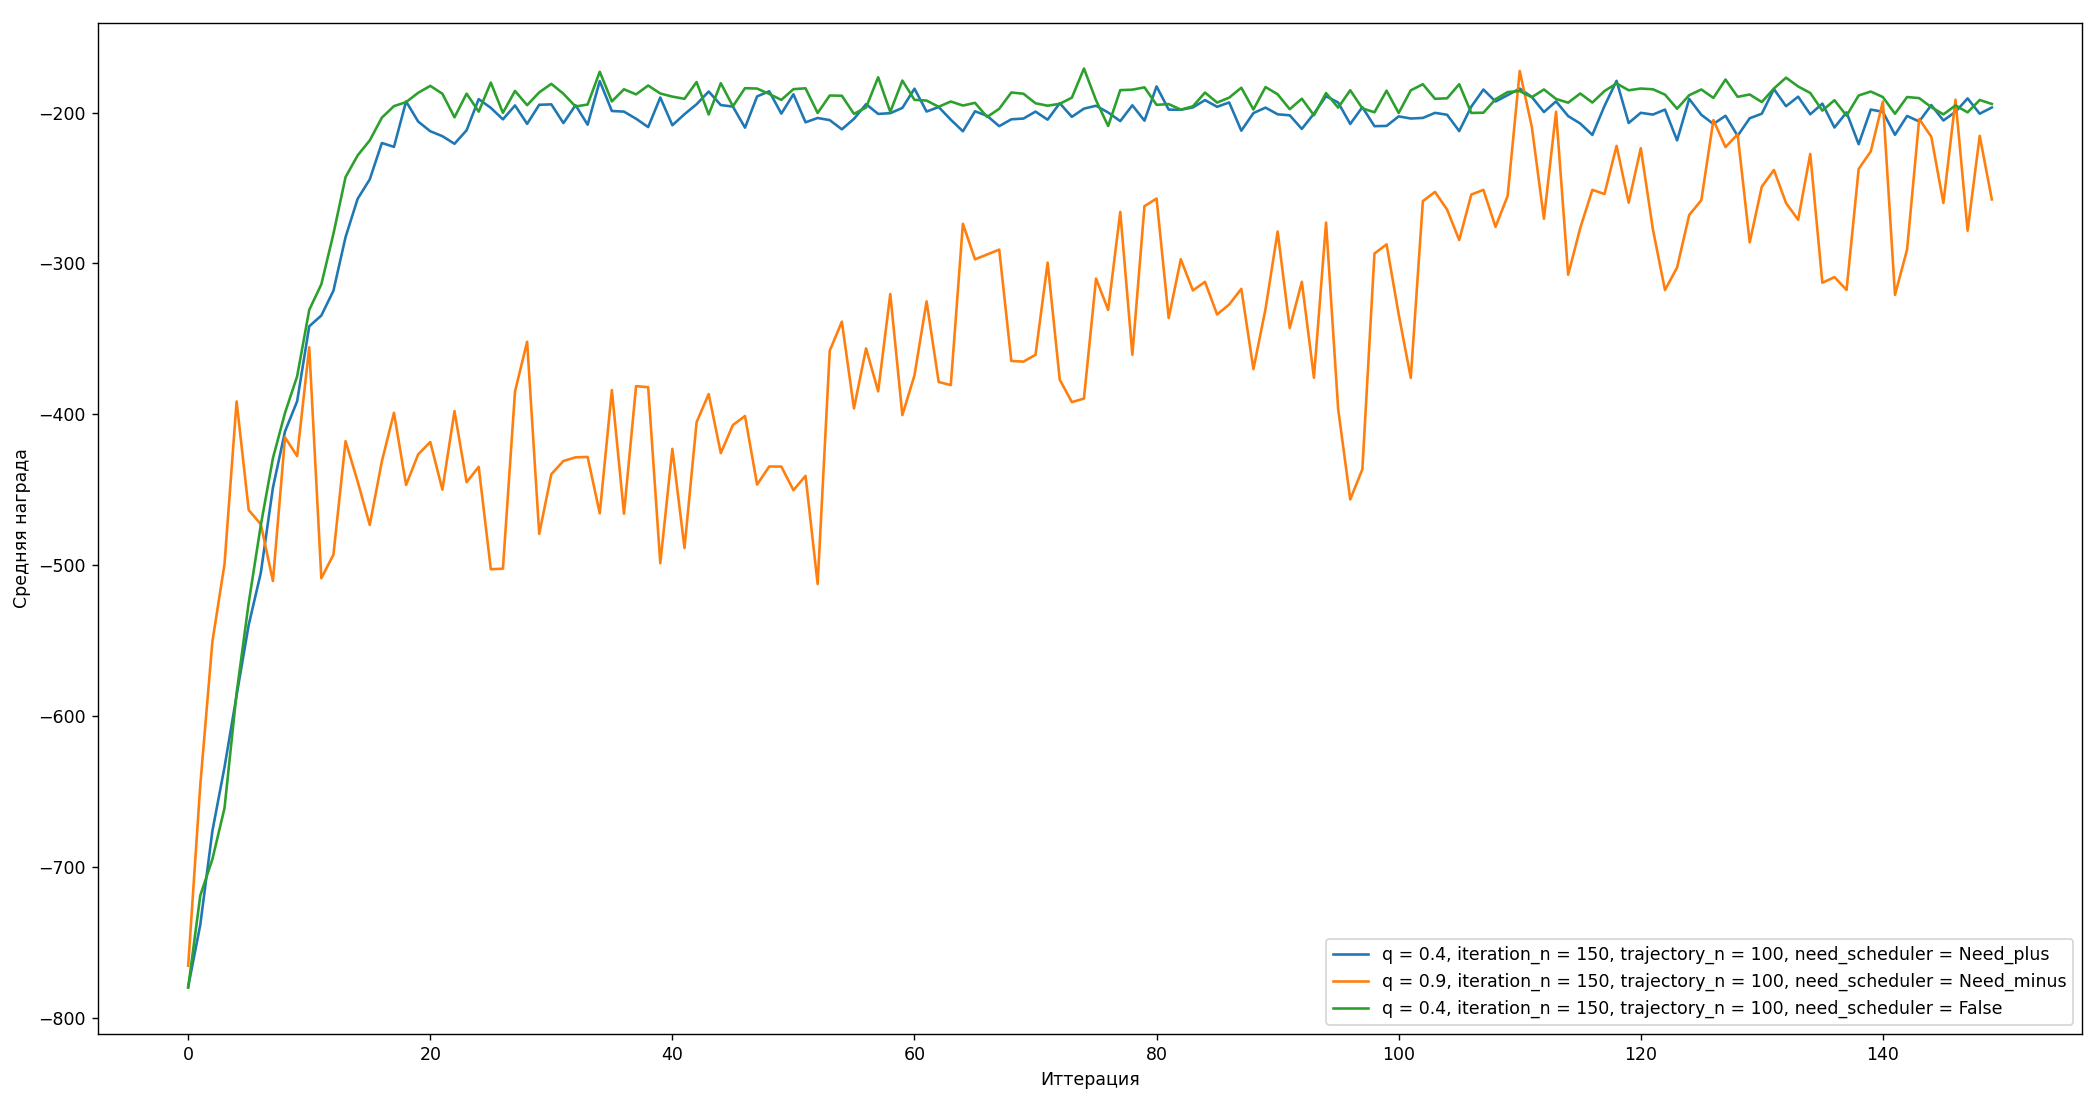 Средняя награда
−200
−300
−400
−500
−600
−700
−800
0 20 40 60 80 100 120 140
Иттерация
q = 0.4, iteration_n = 150, trajectory_n = 100, need_scheduler = Need_plus
q = 0.9, iteration_n = 150, trajectory_n = 100, need_scheduler = Need_minus
q = 0.4, iteration_n = 150, trajectory_n = 100, need_scheduler = False